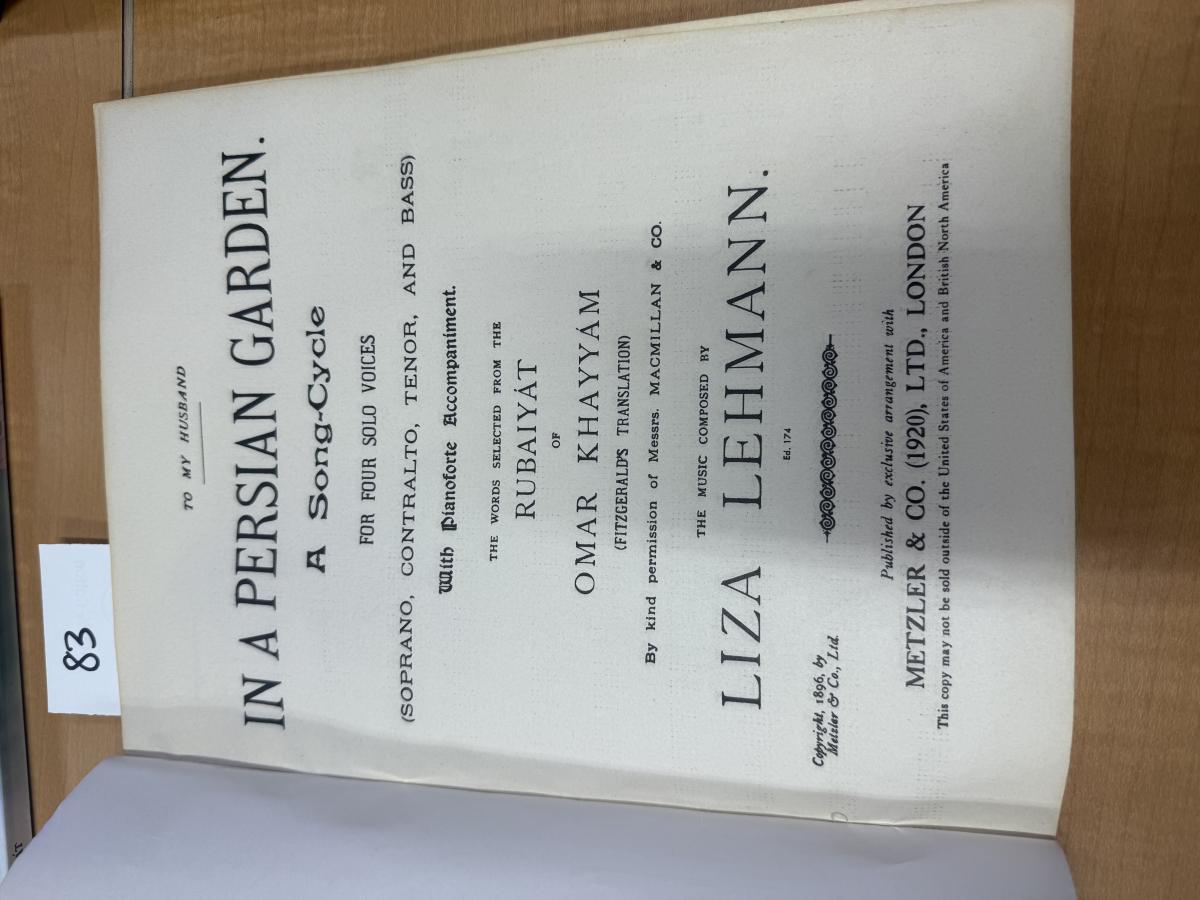 83
TO MY HUSBAND
IN A PERSIAN GARDEN.
A Song-Cycle
FOR FOUR SOLO VOICES
(SOPRANO, CONTRALTO, TENOR, AND BASS)
With Pianoforte Accompaniment.
THE WORDS SELECTED FROM THE
RUBAIYÁT
OF
OMAR KHAYYÁM
(FITZGERALD'S TRANSLATION)
By kind permission of Messrs. MACMILLAN & CO.
THE MUSIC COMPOSED BY
LIZA LEHMANN.
Ed. 174
Copyright, 1896, by
Metzler & Co., Ltd.
Published by exclusive arrangement with
METZLER & CO. (1920), LTD., LONDON
This copy may not be sold outside of the United States of America and British North America